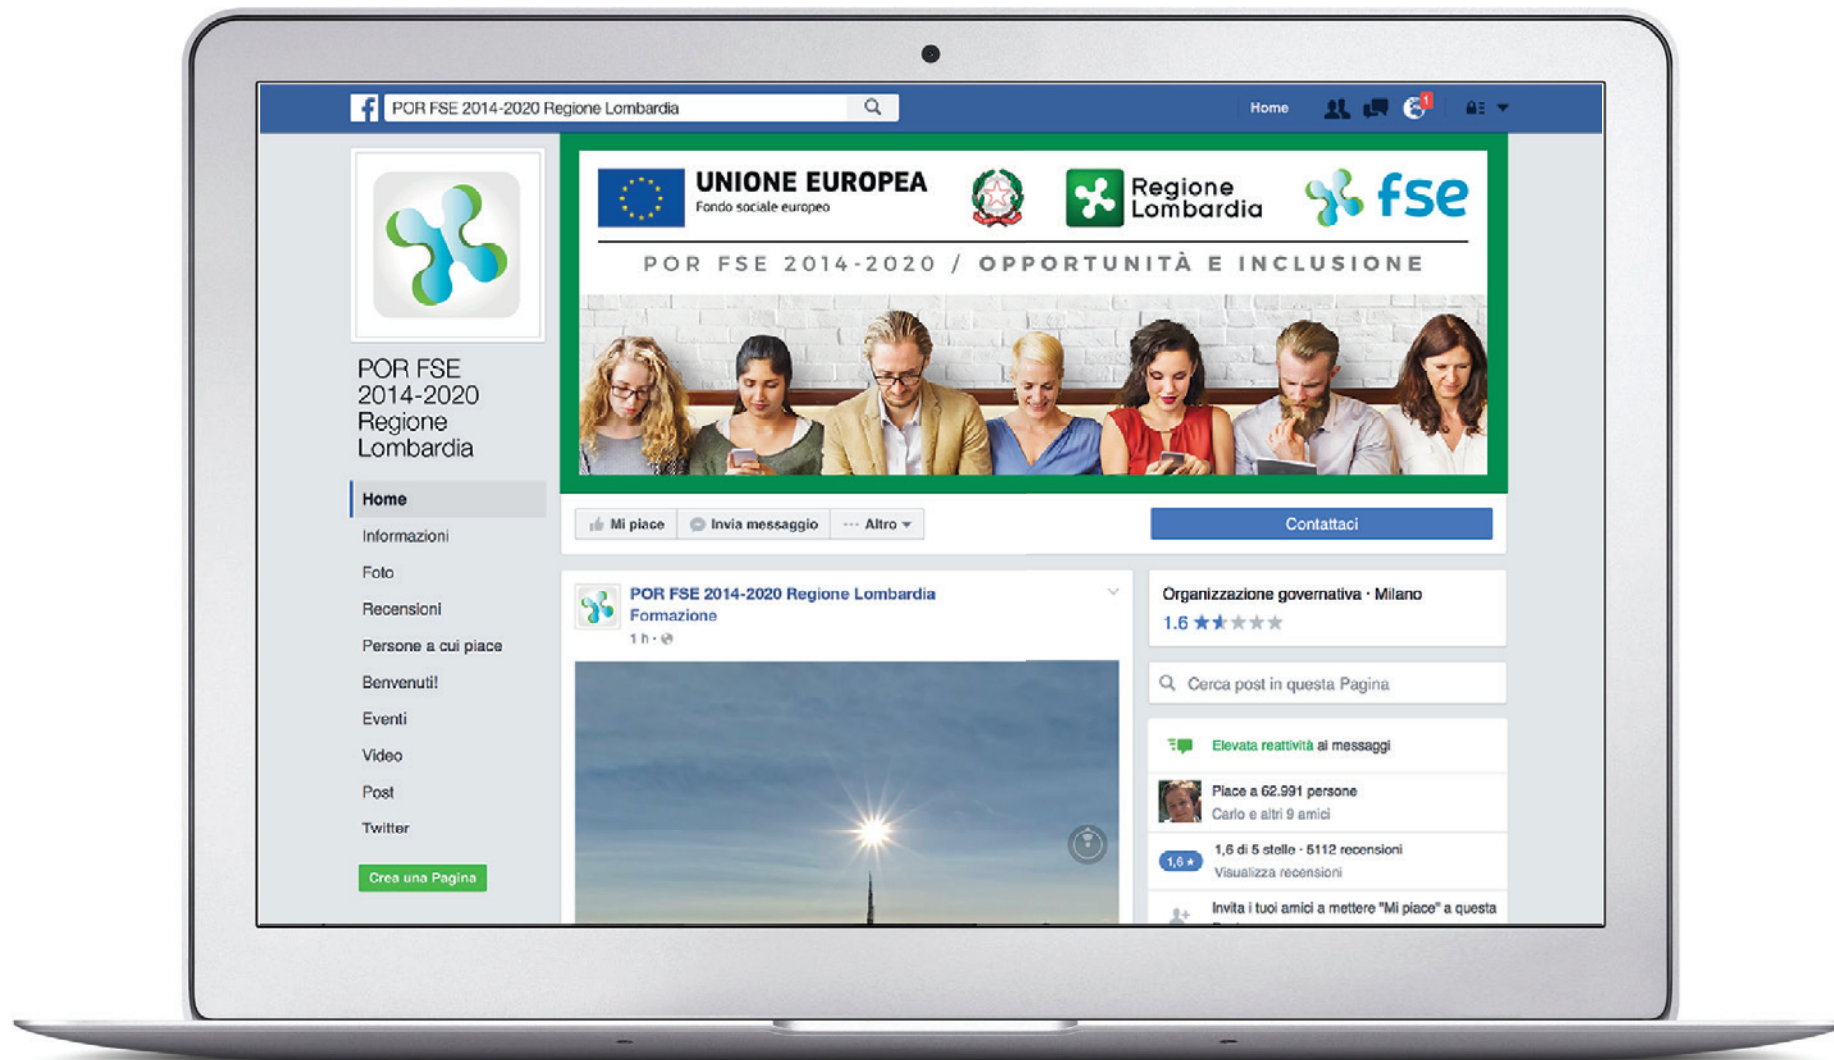 POR FSE 2014-2020 Regione Lombardia
Home
1
UNIONE EUROPEA
Fondo sociale europeo
Regione
Lombardia
fse
POR FSE 2014-2020 / OPPORTUNITÀ E INCLUSIONE
POR FSE
2014-2020
Regione
Lombardia
Home
Informazioni
Foto
Recensioni
Persone a cui piace
Benvenuti!
Eventi
Video
Post
Twitter
Crea una Pagina
Mi piace
Invia messaggio
Altro
Contattaci
POR FSE 2014-2020 Regione Lombardia
Formazione
1 h
Organizzazione governativa · Milano
1.6
Cerca post in questa Pagina
Elevata reattività ai messaggi
Piace a 62.991 persone
Carlo e altri 9 amici
1,6
1,6 di 5 stelle · 5112 recensioni
Visualizza recensioni
Invita i tuoi amici a mettere "Mi piace" a questa